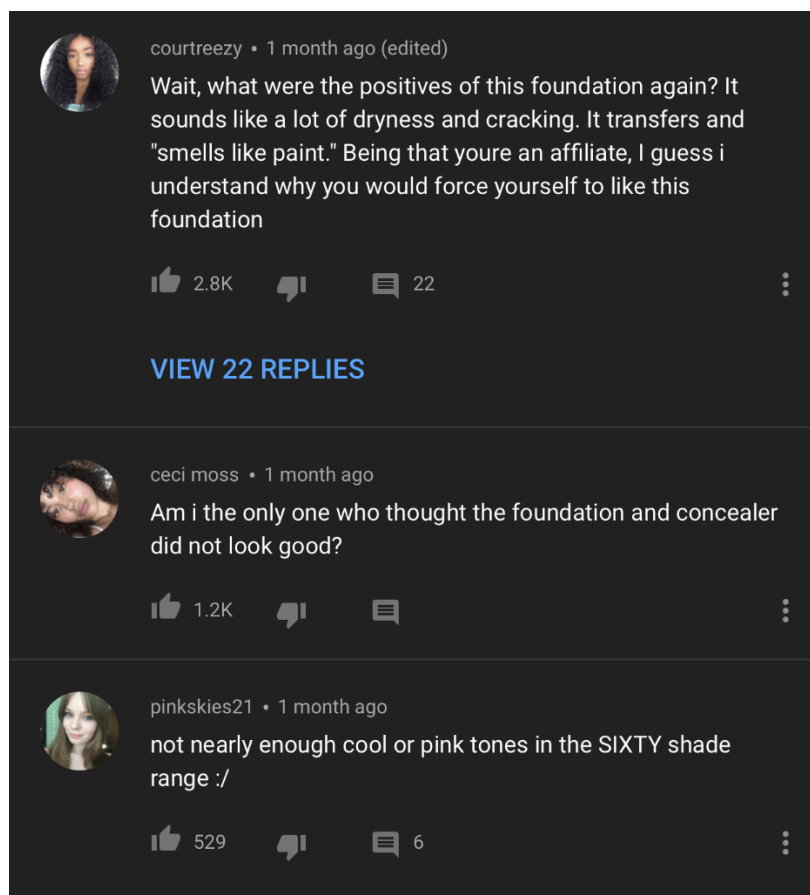 courtreezy • 1 month ago (edited)
Wait, what were the positives of this foundation again? It
sounds like a lot of dryness and cracking. It transfers and
"smells like paint." Being that youre an affiliate, I guess i
understand why you would force yourself to like this
foundation
2.8K 22
VIEW 22 REPLIES
ceci moss • 1 month ago
Am i the only one who thought the foundation and concealer
did not look good?
1.2K
pinkskies21 • 1 month ago
not nearly enough cool or pink tones in the SIXTY shade
range :/
529 6